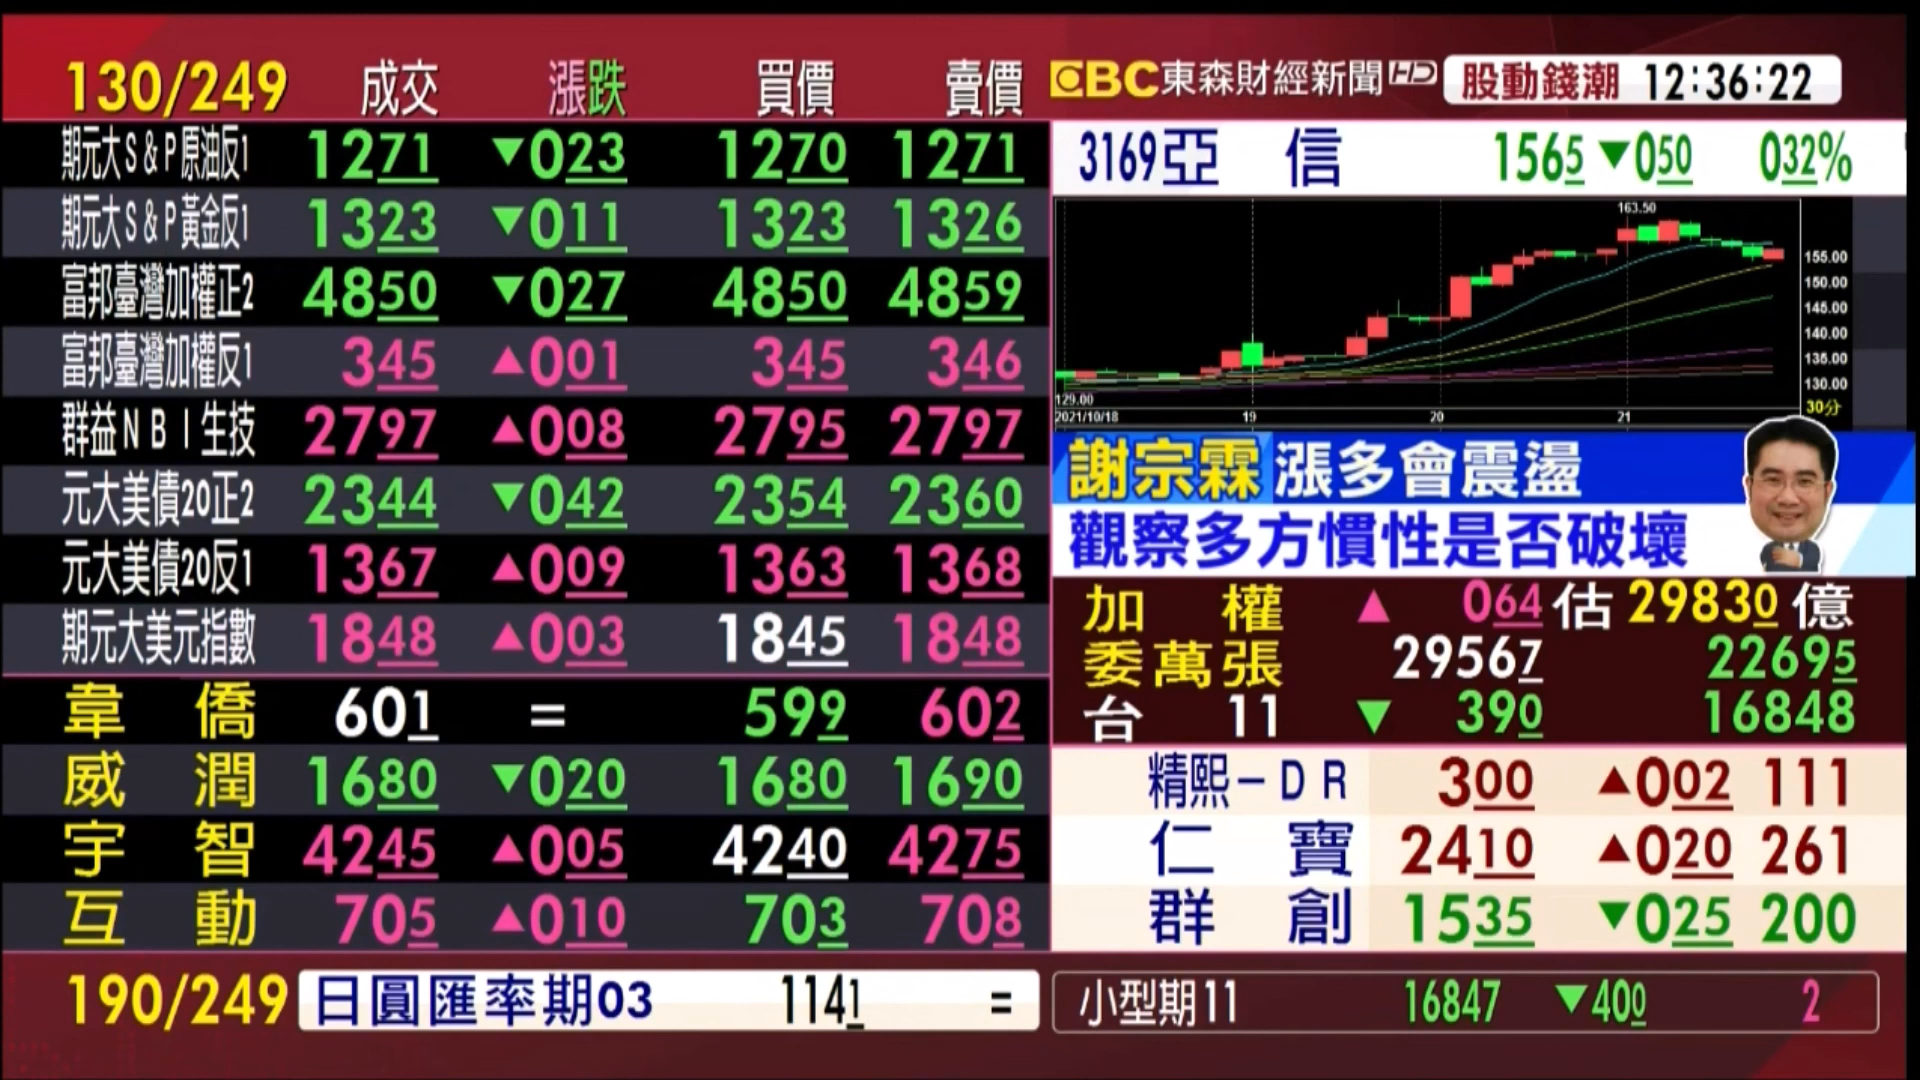 130/249 成交 漲跌 買價 賣價
期元大S&P原油反1 1271 ▼023 1270 1271
期元大S&P黃金反1 1323 ▼011 1323 1326
富邦臺灣加權正2 4850 ▼027 4850 4859
富邦臺灣加權反1 345 ▲001 345 346
群益NBI生技 2797 ▲008 2795 2797
元大美債20正2 2344 ▼042 2354 2360
元大美債20反1 1367 ▲009 1363 1368
期元大美元指數 1848 ▲003 1845 1848
韋僑 601 = 599 602
威潤 1680 ▼020 1680 1690
宇智 4245 ▲005 4240 4275
互動 705 ▲010 703 708
190/249 日圓匯率期03 1141 =
EBC東森財經新聞HD 股動錢潮 12:36:22
3169亞信 1565 ▼050 032%
163.50
155.00
150.00
145.00
140.00
135.00
130.00
129.00
2021/10/18 19 20 21 30分
謝宗霖 漲多會震盪
觀察多方慣性是否破壞
加權 ▲ 064 估 29830 億
委萬張 29567 22695
台11 ▼ 390 16848
精熙-DR 300 ▲002 111
仁寶 2410 ▲020 261
群創 1535 ▼025 200
小型期11 16847 ▼400 2